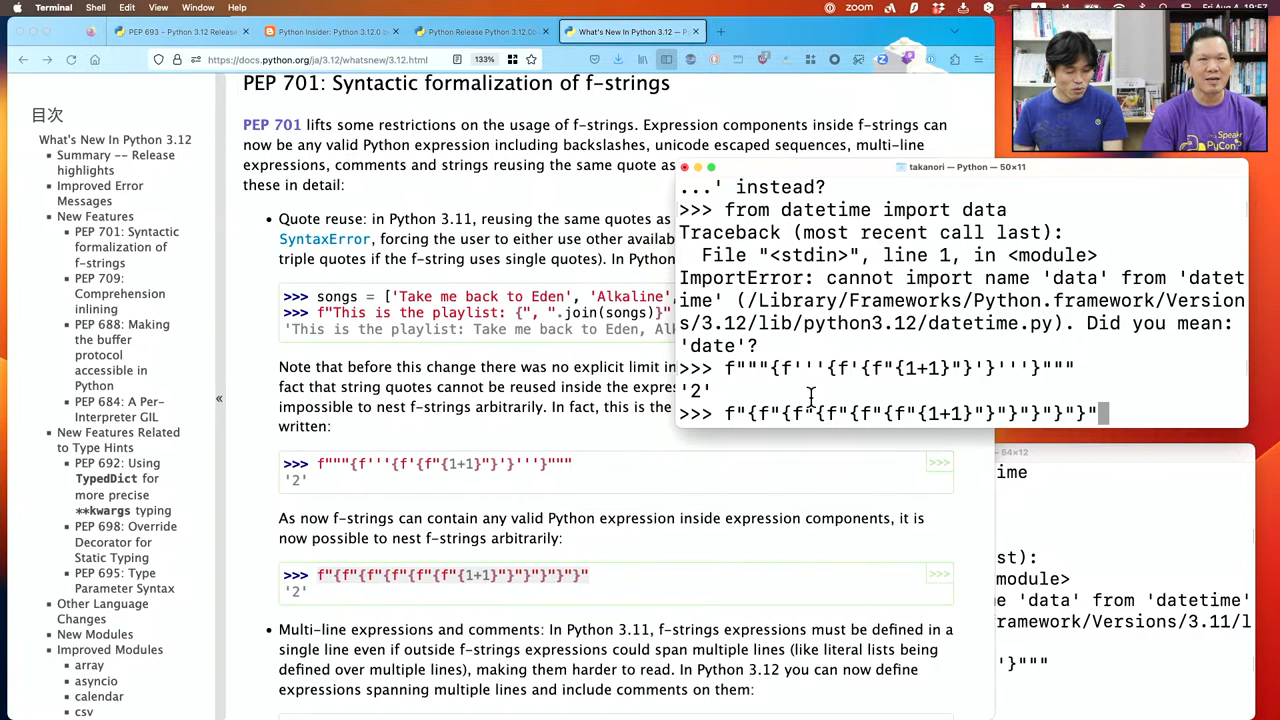 Terminal Shell Edit View Window Help
zoom
Fri Aug 4 19:57
PEP 693 – Python 3.12 Releas
Python Insider: Python 3.12.0 b
Python Release Python 3.12.0b
What's New In Python 3.12 — P
https://docs.python.org/ja/3/whatsnew/3.12.html
133%
目次
What's New In Python 3.12
Summary -- Release
highlights
Improved Error
Messages
New Features
PEP 701: Syntactic
formalization of
f-strings
PEP 709:
Comprehension
inlining
PEP 688: Making
the buffer
protocol
accessible in
Python
PEP 684: A Per-
Interpreter GIL
New Features Related
to Type Hints
PEP 692: Using
TypedDict for
more precise
**kwargs typing
PEP 698: Override
Decorator for
Static Typing
PEP 695: Type
Parameter Syntax
Other Language
Changes
New Modules
Improved Modules
array
asyncio
calendar
csv
«
PEP 701: Syntactic formalization of f-strings
PEP 701 lifts some restrictions on the usage of f-strings. Expression components inside f-strings can
now be any valid Python expression including backslashes, unicode escaped sequences, multi-line
expressions, comments and strings reusing the same quote as
these in detail:
Quote reuse: in Python 3.11, reusing the same quotes as
SyntaxError, forcing the user to either use other availab
triple quotes if the f-string uses single quotes). In Python
>>> songs = ['Take me back to Eden', 'Alkaline',
>>> f"This is the playlist: {", ".join(songs)}"
'This is the playlist: Take me back to Eden, Alk
Note that before this change there was no explicit limit in
fact that string quotes cannot be reused inside the expres
impossible to nest f-strings arbitrarily. In fact, this is the
written:
>>> f"""{f'''{f'{f"{1+1}"}'}'''}"""
'2'
>>>
As now f-strings can contain any valid Python expression inside expression components, it is
now possible to nest f-strings arbitrarily:
>>> f"{f"{f"{f"{f"{f"{1+1}"}"}"}"}"}"
'2'
>>>
Multi-line expressions and comments: In Python 3.11, f-strings expressions must be defined in a
single line even if outside f-strings expressions could span multiple lines (like literal lists being
defined over multiple lines), making them harder to read. In Python 3.12 you can now define
expressions spanning multiple lines and include comments on them:
takanori — Python — 50×11
...' instead?
>>> from datetime import data
Traceback (most recent call last):
File "<stdin>", line 1, in <module>
ImportError: cannot import name 'data' from 'datet
ime' (/Library/Frameworks/Python.framework/Version
s/3.12/lib/python3.12/datetime.py). Did you mean:
'date'?
>>> f"""{f'''{f'{f"{1+1}"}'}'''}"""
'2'
>>> f"{f"{f"{f"{f"{f"{1+1}"}"}"}"}"}"
54×12
ime
st):
module>
e 'data' from 'datetime'
ramework/Versions/3.11/l
'}"""